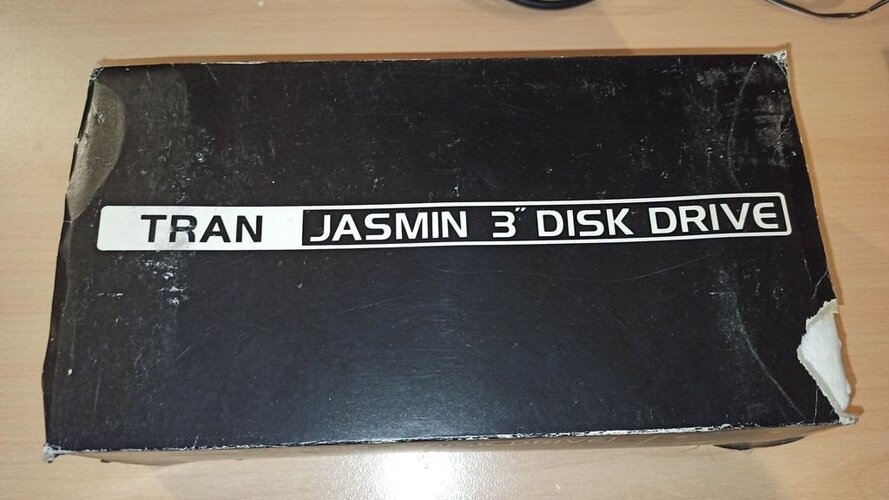 TRAN JASMIN 3" DISK DRIVE